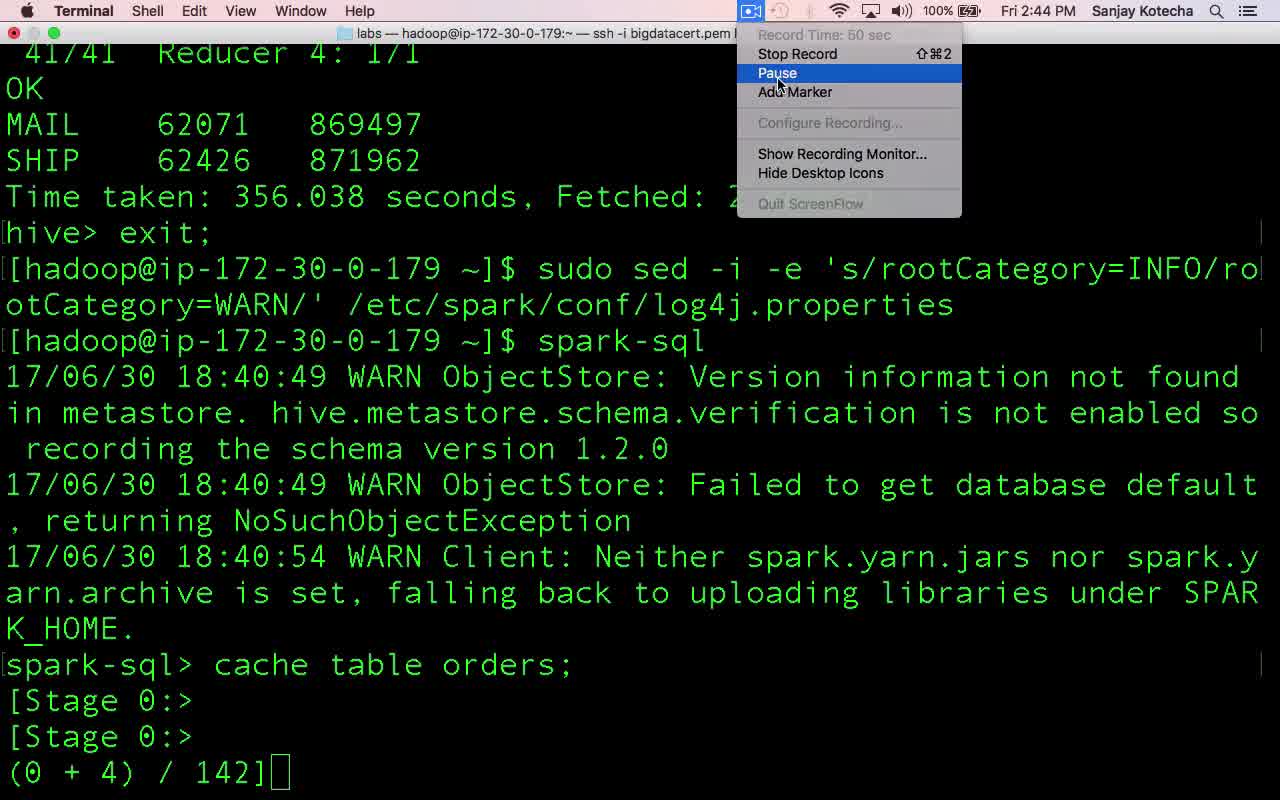 Terminal Shell Edit View Window Help 100% Fri 2:44 PM Sanjay Kotecha
labs — hadoop@ip-172-30-0-179:~ — ssh -i bigdatacert.pem
Record Time: 50 sec
Stop Record ⇧⌘2
Pause
Add Marker
Configure Recording...
Show Recording Monitor...
Hide Desktop Icons
Quit ScreenFlow
41/41 Reducer 4: 1/1
OK
MAIL 62071 869497
SHIP 62426 871962
Time taken: 356.038 seconds, Fetched:
hive> exit;
[hadoop@ip-172-30-0-179 ~]$ sudo sed -i -e 's/rootCategory=INFO/ro
otCategory=WARN/' /etc/spark/conf/log4j.properties
[hadoop@ip-172-30-0-179 ~]$ spark-sql
17/06/30 18:40:49 WARN ObjectStore: Version information not found
in metastore. hive.metastore.schema.verification is not enabled so
recording the schema version 1.2.0
17/06/30 18:40:49 WARN ObjectStore: Failed to get database default
, returning NoSuchObjectException
17/06/30 18:40:54 WARN Client: Neither spark.yarn.jars nor spark.y
arn.archive is set, falling back to uploading libraries under SPAR
K_HOME.
spark-sql> cache table orders;
[Stage 0:>
[Stage 0:>
(0 + 4) / 142]